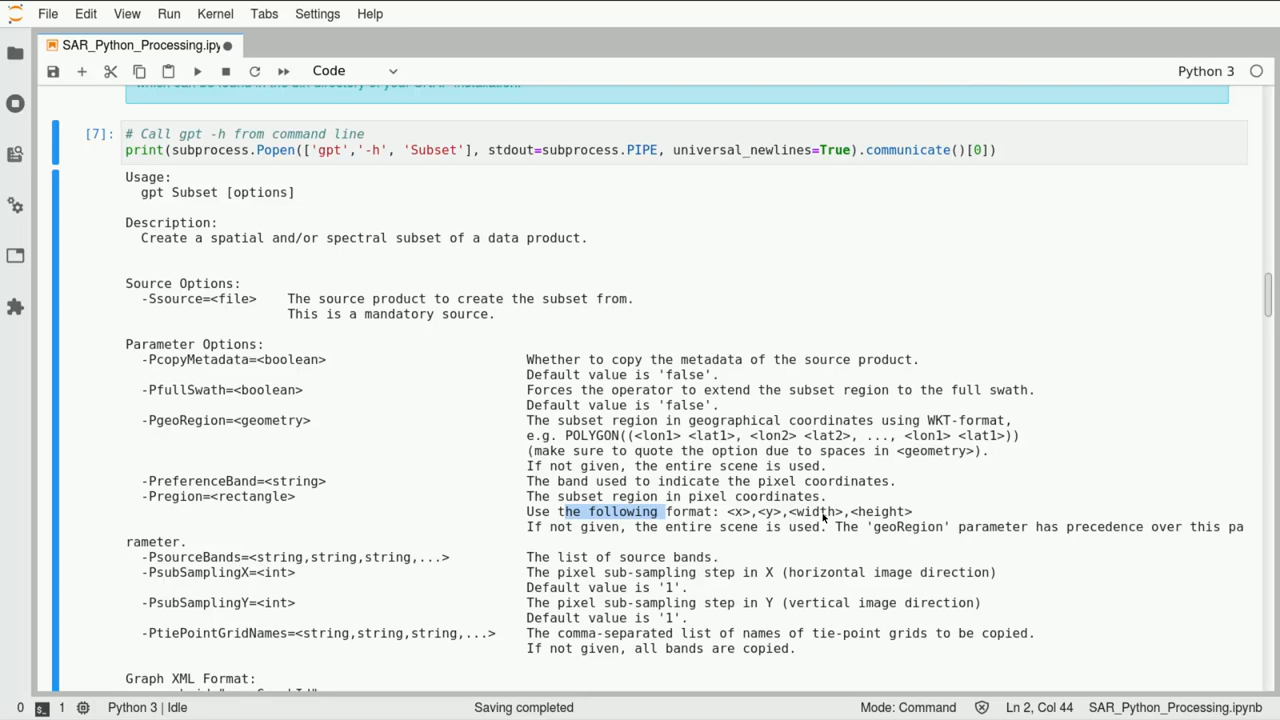 File Edit View Run Kernel Tabs Settings Help
SAR_Python_Processing.ipy
Code
Python 3
which can be found in the bin directory of your SNAP installation.
[7]:
# Call gpt -h from command line
print(subprocess.Popen(['gpt','-h', 'Subset'], stdout=subprocess.PIPE, universal_newlines=True).communicate()[0])
Usage:
gpt Subset [options]
Description:
Create a spatial and/or spectral subset of a data product.
Source Options:
-Ssource=<file> The source product to create the subset from.
This is a mandatory source.
Parameter Options:
-PcopyMetadata=<boolean> Whether to copy the metadata of the source product.
Default value is 'false'.
-PfullSwath=<boolean> Forces the operator to extend the subset region to the full swath.
Default value is 'false'.
-PgeoRegion=<geometry> The subset region in geographical coordinates using WKT-format,
e.g. POLYGON((<lon1> <lat1>, <lon2> <lat2>, ..., <lon1> <lat1>))
(make sure to quote the option due to spaces in <geometry>).
If not given, the entire scene is used.
-PreferenceBand=<string> The band used to indicate the pixel coordinates.
-Pregion=<rectangle> The subset region in pixel coordinates.
Use the following format: <x>,<y>,<width>,<height>
If not given, the entire scene is used. The 'geoRegion' parameter has precedence over this pa
rameter.
-PsourceBands=<string,string,string,...> The list of source bands.
-PsubSamplingX=<int> The pixel sub-sampling step in X (horizontal image direction)
Default value is '1'.
-PsubSamplingY=<int> The pixel sub-sampling step in Y (vertical image direction)
Default value is '1'.
-PtiePointGridNames=<string,string,string,...> The comma-separated list of names of tie-point grids to be copied.
If not given, all bands are copied.
Graph XML Format:
0 1 Python 3 | Idle Saving completed Mode: Command Ln 2, Col 44 SAR_Python_Processing.ipynb